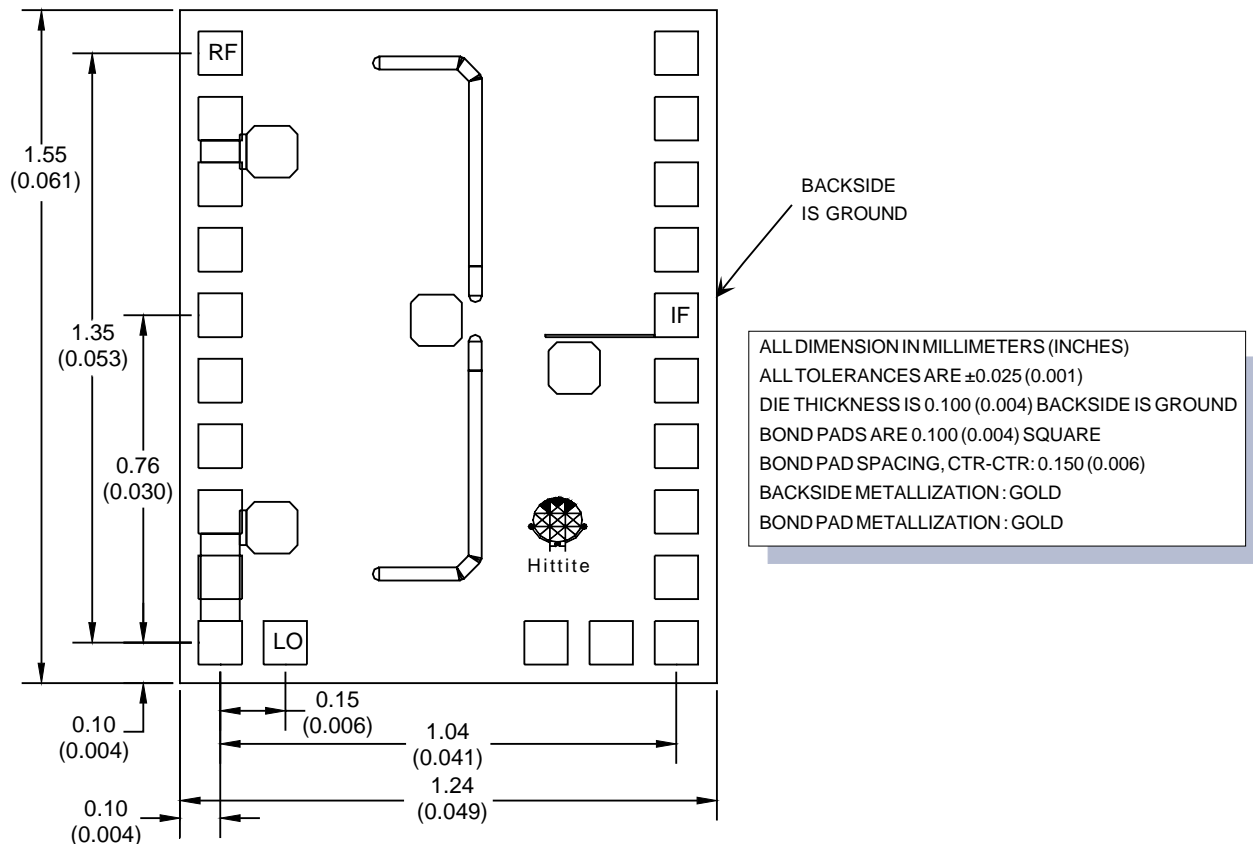 RF
1.55
(0.061)
BACKSIDE
IS GROUND
1.35
(0.053)
IF
ALL DIMENSION IN MILLIMETERS (INCHES)
ALL TOLERANCES ARE ±0.025 (0.001)
DIE THICKNESS IS 0.100 (0.004) BACKSIDE IS GROUND
BOND PADS ARE 0.100 (0.004) SQUARE
BOND PAD SPACING, CTR-CTR: 0.150 (0.006)
BACKSIDE METALLIZATION: GOLD
BOND PAD METALLIZATION: GOLD
0.76
(0.030)
Hittite
LO
0.10
(0.004)
0.15
(0.006)
1.04
(0.041)
1.24
(0.049)
0.10
(0.004)